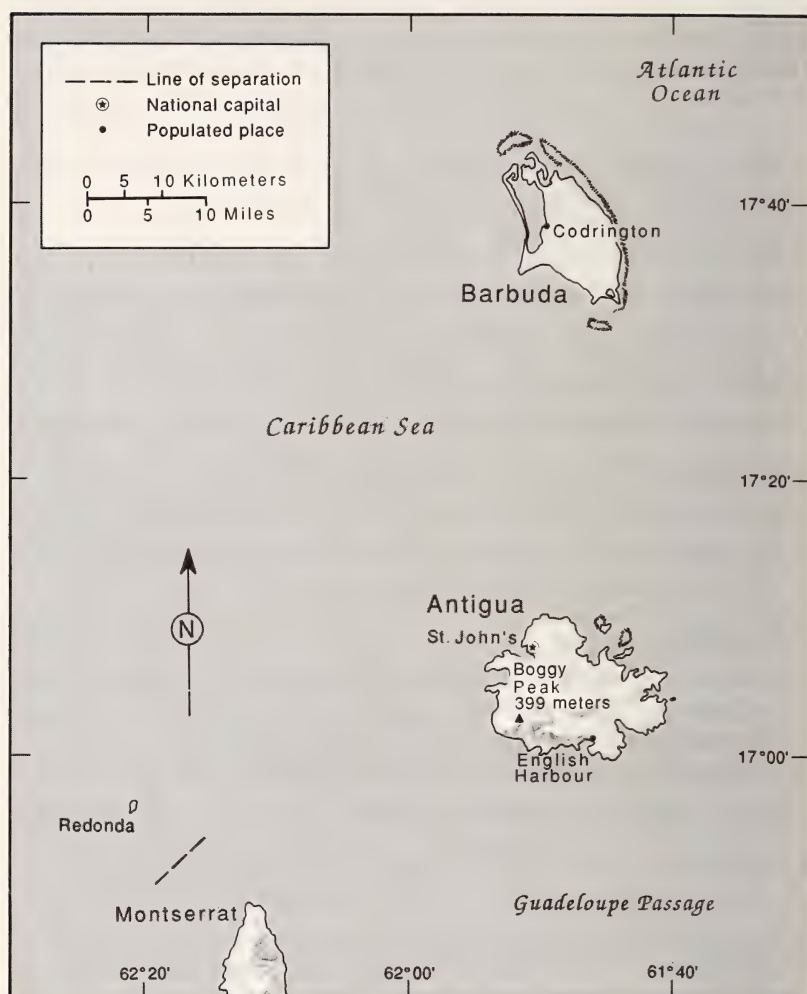 Line of separation
National capital
Populated place
0 5 10 Kilometers
0 5 10 Miles
Atlantic
Ocean
17°40'
Codrington
Barbuda
Caribbean Sea
17°20'
N
Antigua
St. John's
Boggy
Peak
399 meters
17°00'
English
Harbour
Redonda
Montserrat
Guadeloupe Passage
62°20'
62°00'
61°40'